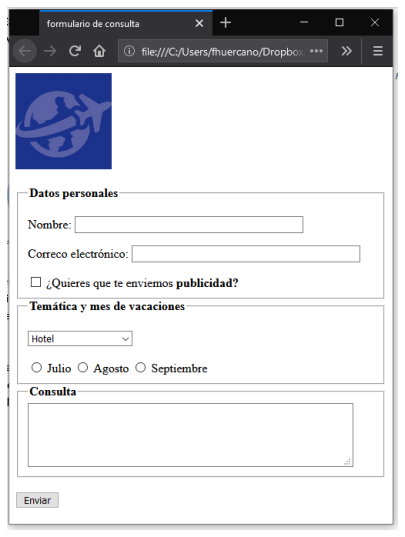 formulario de consulta
file:///C:/Users/fhuercano/Dropbox
Datos personales
Nombre:
Correco electrónico:
¿Quieres que te enviemos publicidad?
Temática y mes de vacaciones
Hotel
Julio Agosto Septiembre
Consulta
Enviar